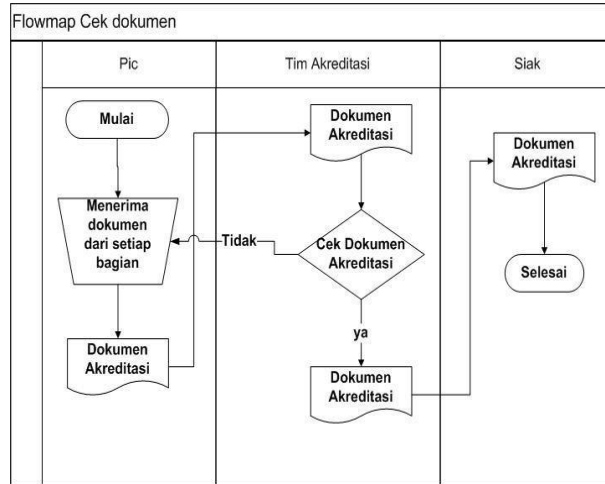 Flowmap Cek dokumen
Pic
Tim Akreditasi
Siak
Mulai
Menerima
dokumen
dari setiap
bagian
Dokumen
Akreditasi
Dokumen
Akreditasi
Cek Dokumen
Akreditasi
Tidak
ya
Dokumen
Akreditasi
Dokumen
Akreditasi
Selesai